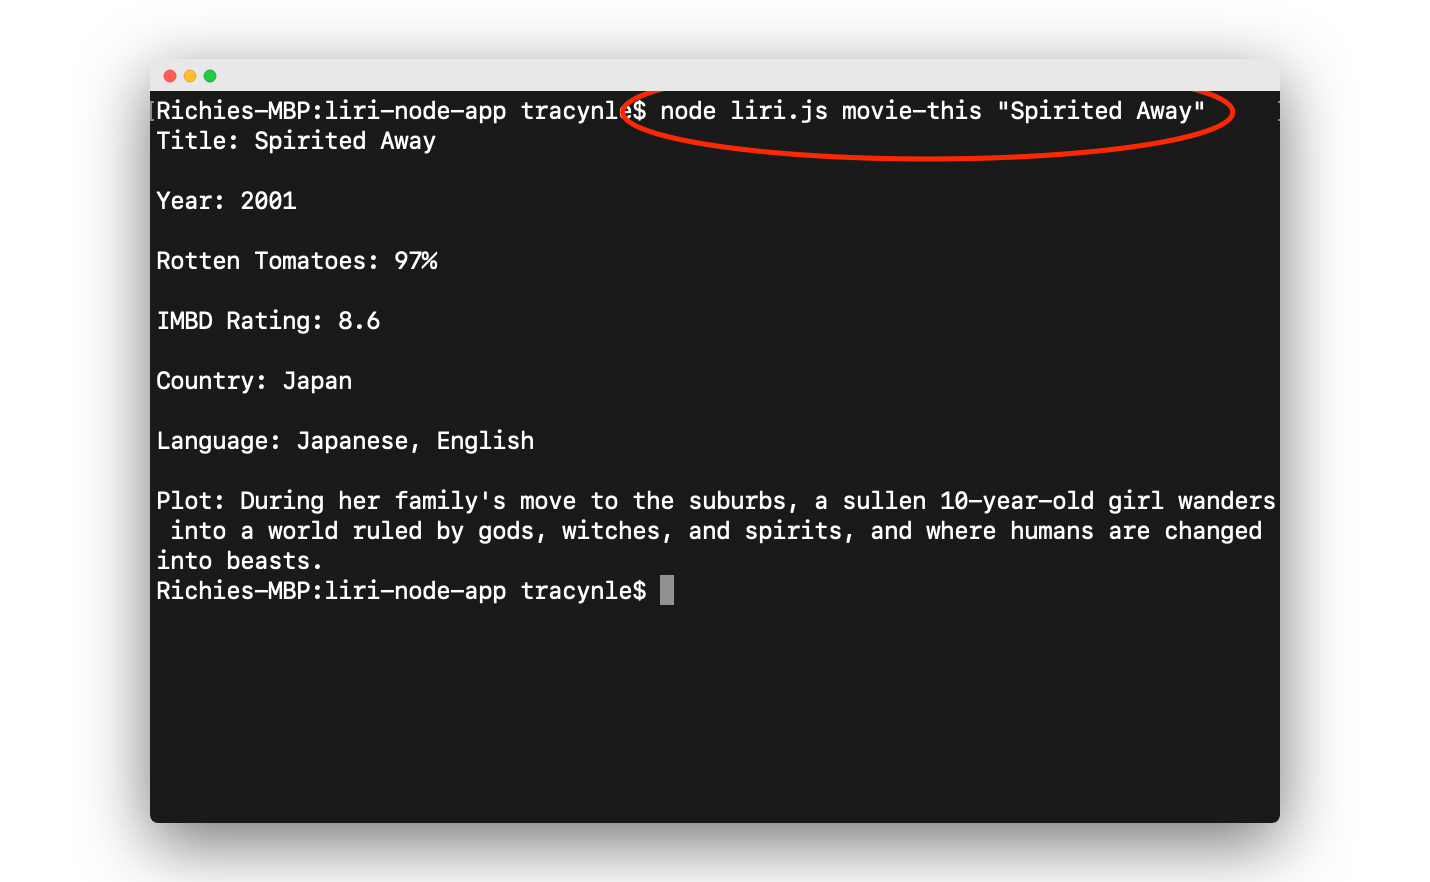 Richies-MBP:liri-node-app tracynle$ node liri.js movie-this "Spirited Away"
Title: Spirited Away
Year: 2001
Rotten Tomatoes: 97%
IMBD Rating: 8.6
Country: Japan
Language: Japanese, English
Plot: During her family's move to the suburbs, a sullen 10-year-old girl wanders
into a world ruled by gods, witches, and spirits, and where humans are changed
into beasts.
Richies-MBP:liri-node-app tracynle$